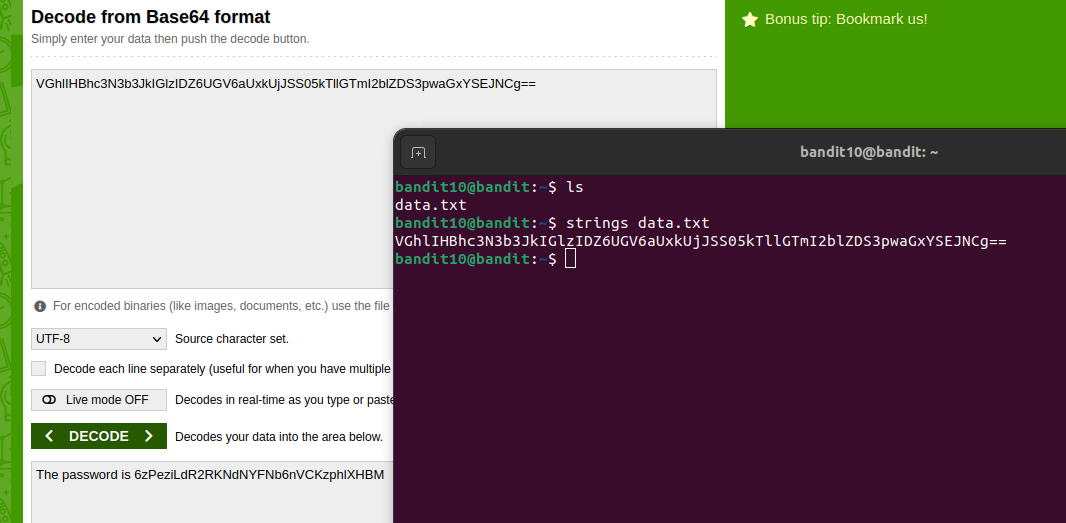 Decode from Base64 format
Simply enter your data then push the decode button.
VGhlIHBhc3N3b3JkIGlzIDZ6UGV6aUxkUjJSS05kTllGTmI2blZDS3pwaGxYSEJNCg==
For encoded binaries (like images, documents, etc.) use the file
UTF-8
Source character set.
Decode each line separately (useful for when you have multiple
Live mode OFF
Decodes in real-time as you type or paste
DECODE
Decodes your data into the area below.
The password is 6zPeziLdR2RKNdNYFNb6nVCKzphlXHBM
Bonus tip: Bookmark us!
bandit10@bandit: ~
bandit10@bandit:~$ ls
data.txt
bandit10@bandit:~$ strings data.txt
VGhlIHBhc3N3b3JkIGlzIDZ6UGV6aUxkUjJSS05kTllGTmI2blZDS3pwaGxYSEJNCg==
bandit10@bandit:~$